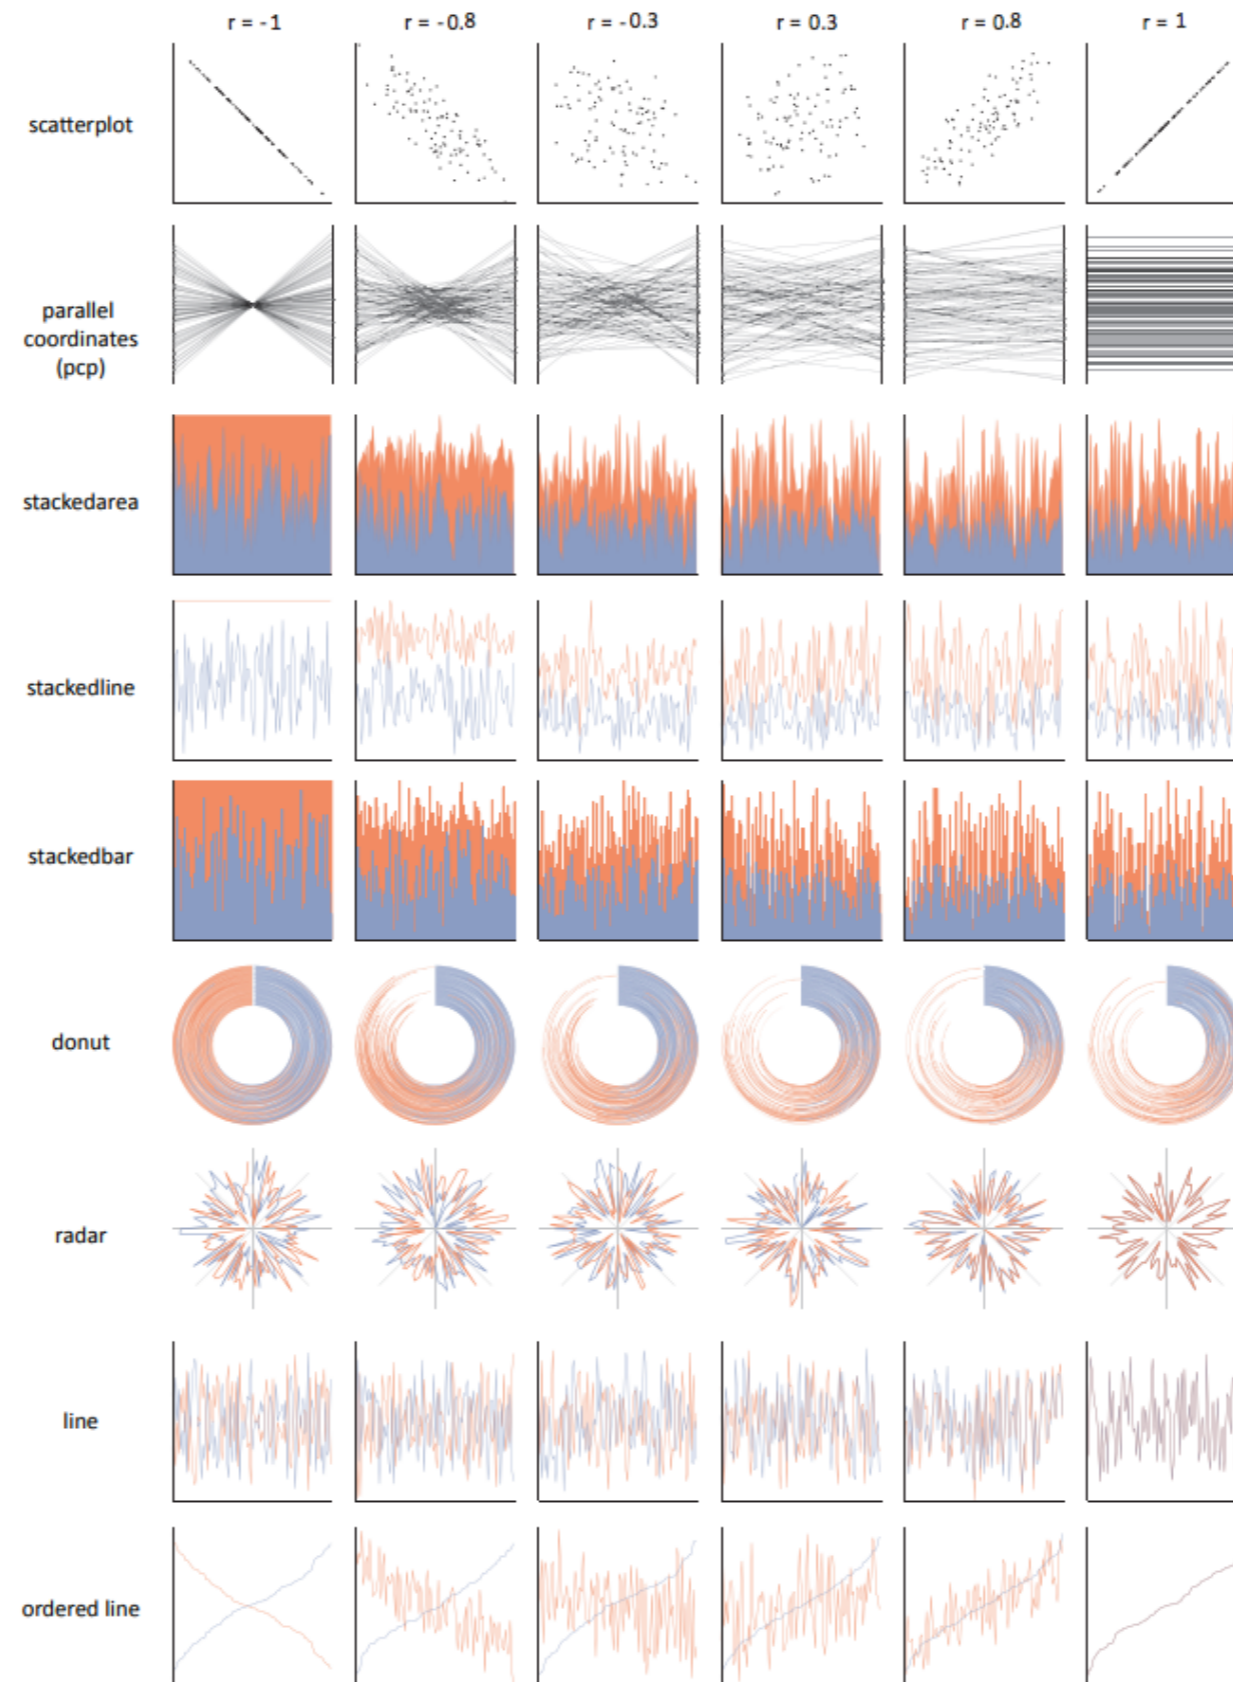 r = -1 r = -0.8 r = -0.3 r = 0.3 r = 0.8 r = 1
scatterplot
parallel
coordinates
(pcp)
stackedarea
stackedline
stackedbar
donut
radar
line
ordered line